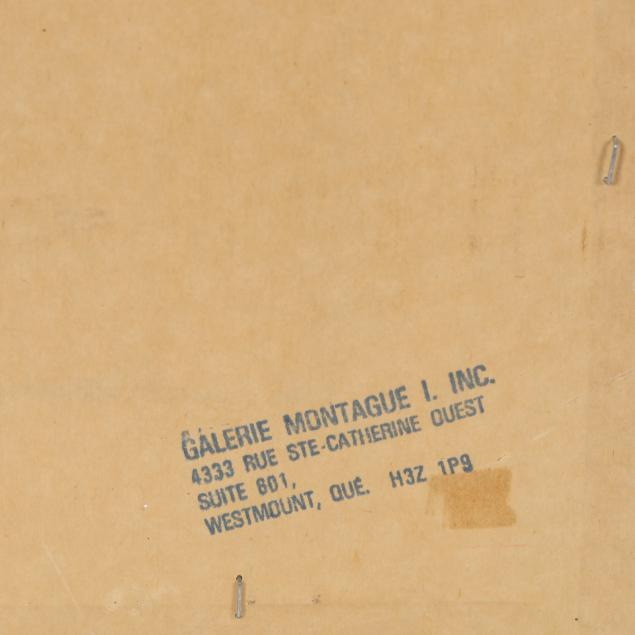 GALERIE MONTAGUE I. INC.
4333 RUE STE-CATHERINE OUEST
SUITE 601,
WESTMOUNT, QUÉ. H3Z 1P9